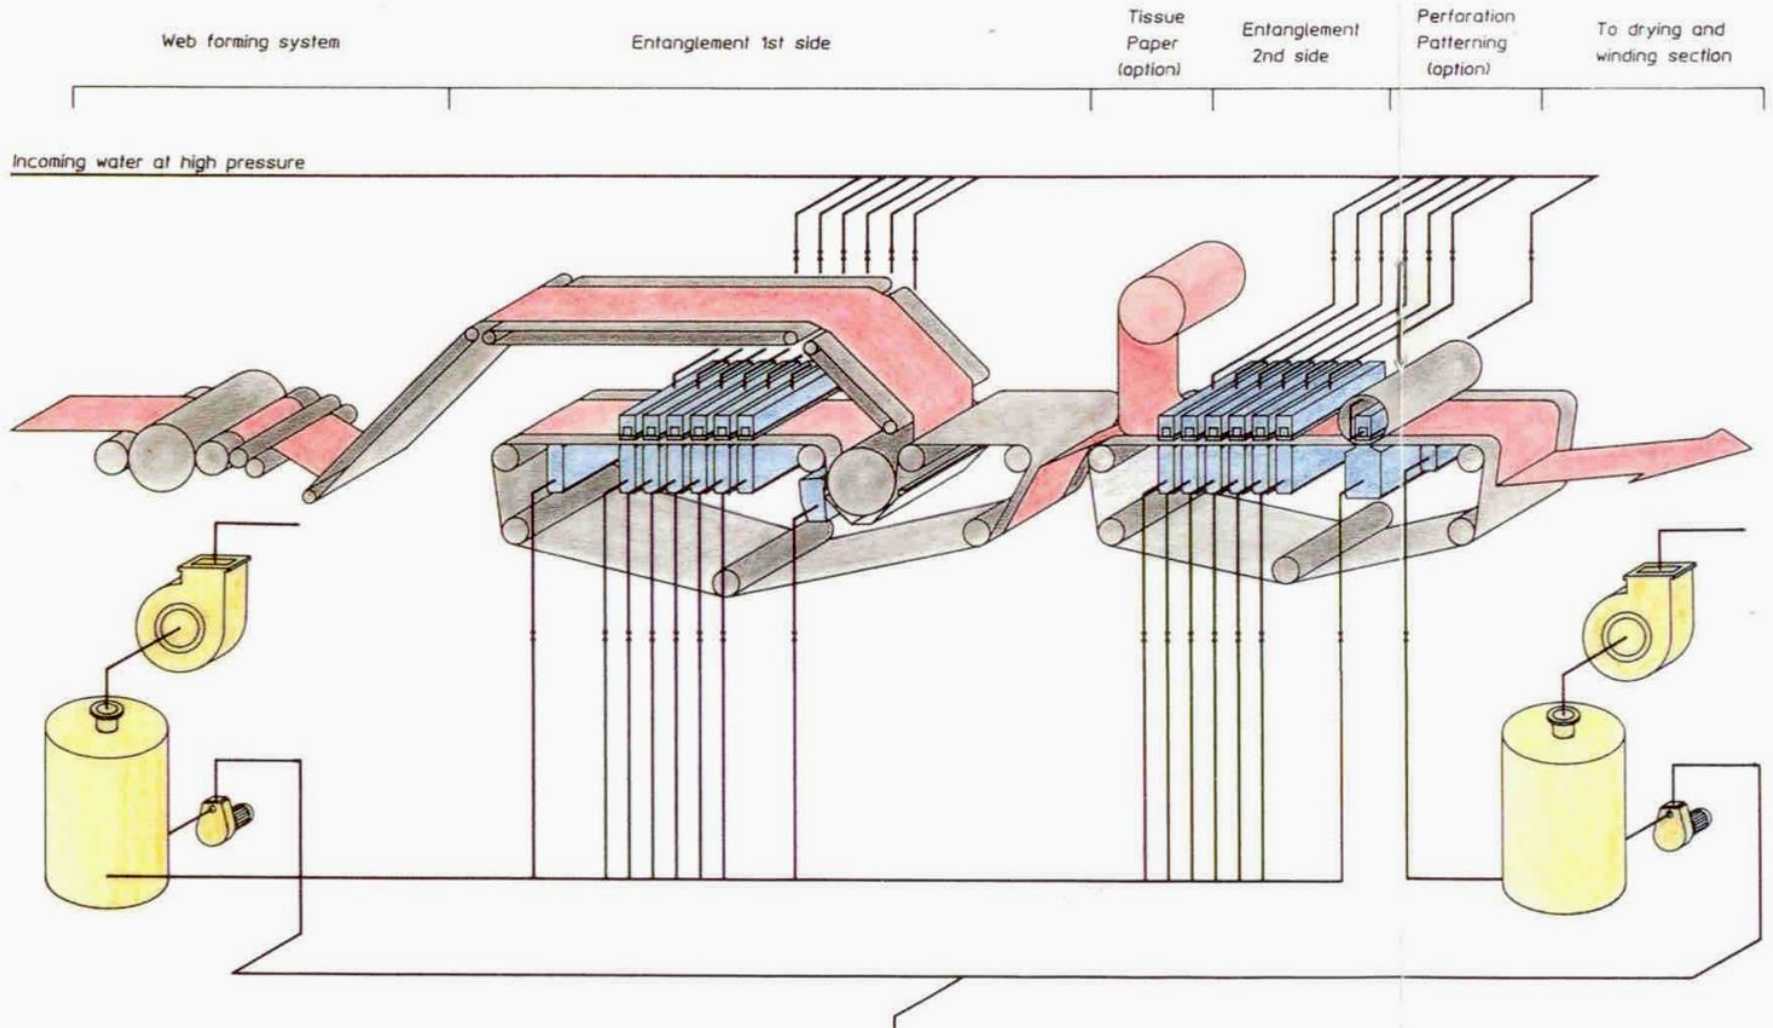 Web forming system
Entanglement 1st side
Tissue
Paper
(option)
Entanglement
2nd side
Perforation
Patterning
(option)
To drying and
winding section
Incoming water at high pressure